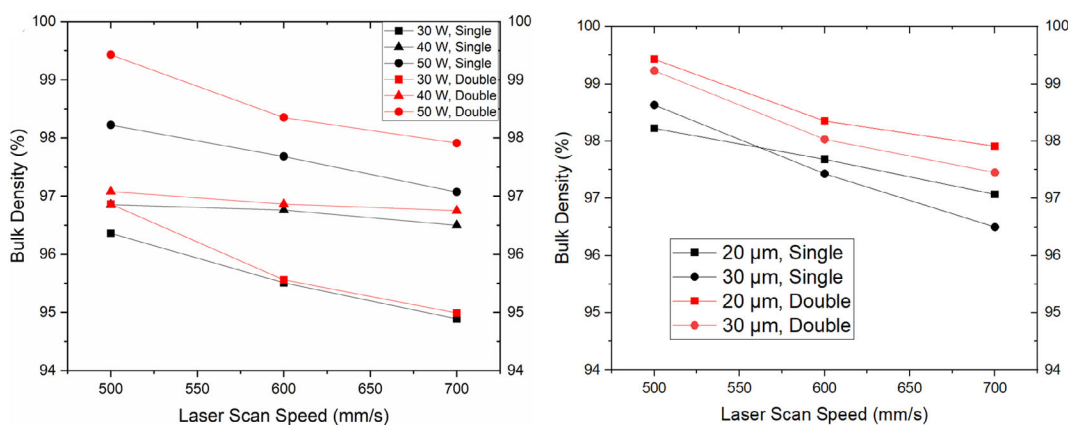 100
99
98
97
96
95
94
Bulk Density (%)
30 W, Single
40 W, Single
50 W, Single
30 W, Double
40 W, Double
50 W, Double
100
99
98
97
96
95
94
500 550 600 650 700
Laser Scan Speed (mm/s)
100
99
98
97
96
95
94
Bulk Density (%)
20 µm, Single
30 µm, Single
20 µm, Double
30 µm, Double
100
99
98
97
96
95
94
500 550 600 650 700
Laser Scan Speed (mm/s)